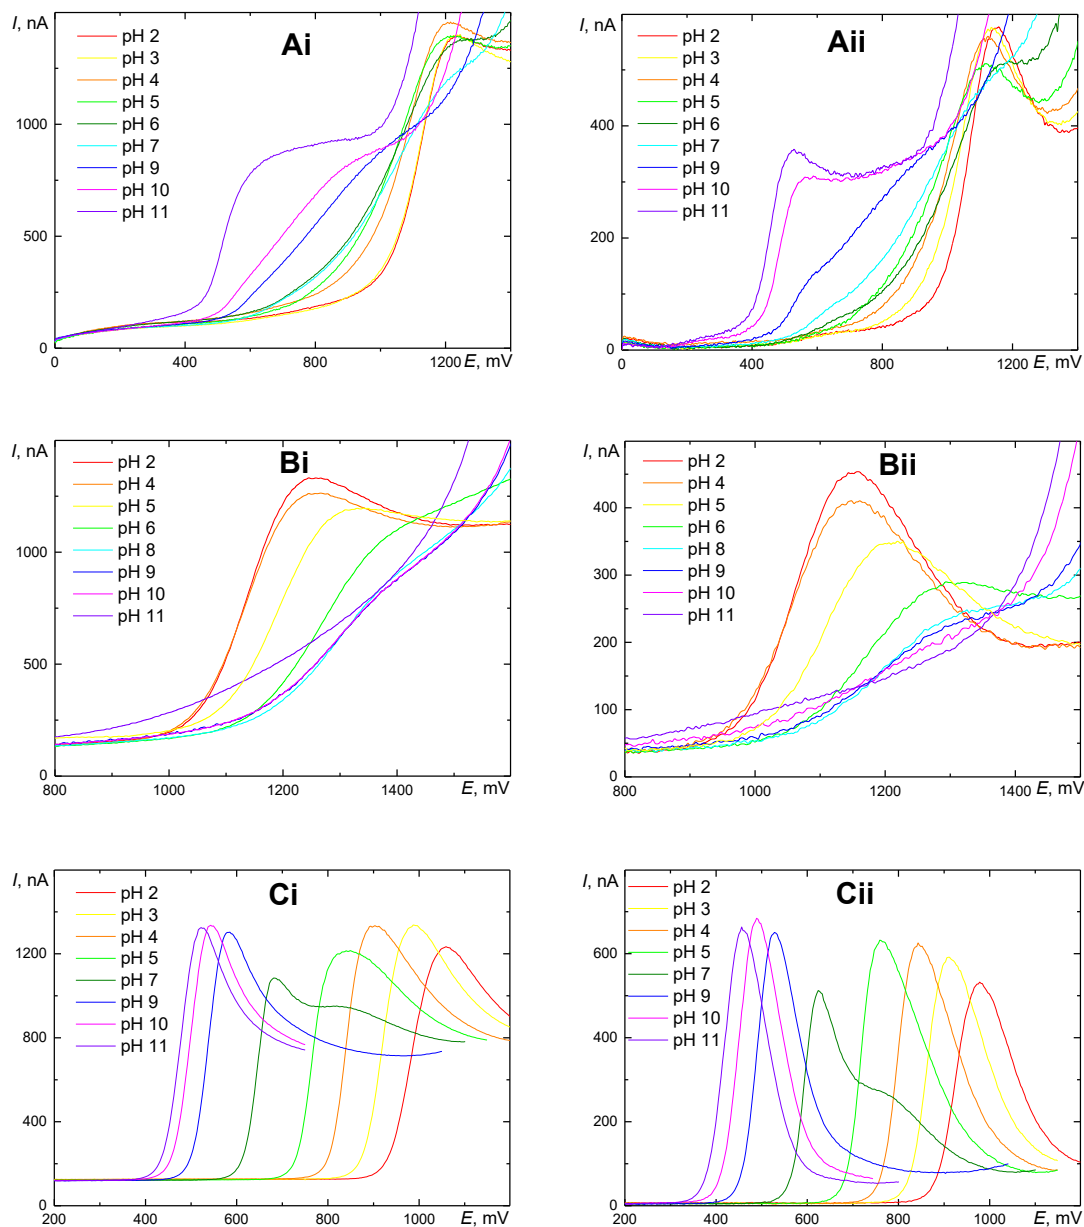 I, nA
Ai
pH 2
pH 3
pH 4
pH 5
pH 6
pH 7
pH 9
pH 10
pH 11
1000
500
0
0 400 800 1200 E, mV
I, nA
Aii
pH 2
pH 3
pH 4
pH 5
pH 6
pH 7
pH 9
pH 10
pH 11
400
200
0
0 400 800 1200
E, mV
I, nA
Bi
pH 2
pH 4
pH 5
pH 6
pH 8
pH 9
pH 10
pH 11
1000
500
0
800 1000 1200 1400
E, mV
I, nA
Bii
pH 2
pH 4
pH 5
pH 6
pH 8
pH 9
pH 10
pH 11
450
400
350
300
250
200
150
100
50
0
800 1000 1200 1400
E, mV
I, nA
Ci
pH 2
pH 3
pH 4
pH 5
pH 7
pH 9
pH 10
pH 11
1200
800
400
0
200 400 600 800 1000 E, mV
I, nA
Cii
pH 2
pH 3
pH 4
pH 5
pH 7
pH 9
pH 10
pH 11
600
400
200
0
200 400 600 800 1000 E, mV